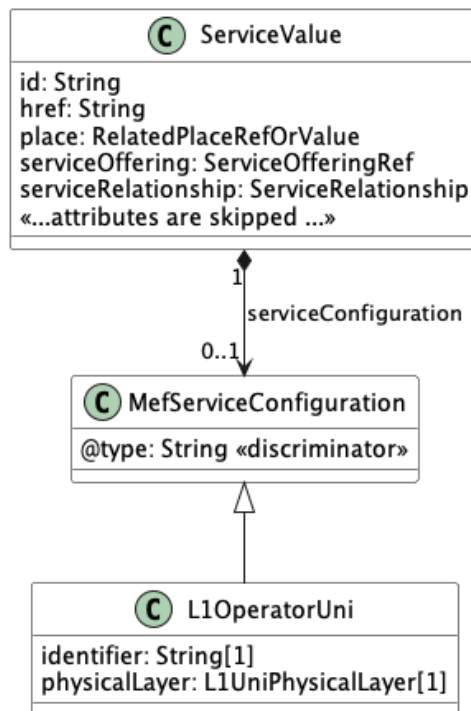 C ServiceValue
id: String
href: String
place: RelatedPlaceRefOrValue
serviceOffering: ServiceOfferingRef
serviceRelationship: ServiceRelationship
«...attributes are skipped ...»
1
serviceConfiguration
0..1
C MefServiceConfiguration
@type: String «discriminator»
C L1OperatorUni
identifier: String[1]
physicalLayer: L1UniPhysicalLayer[1]